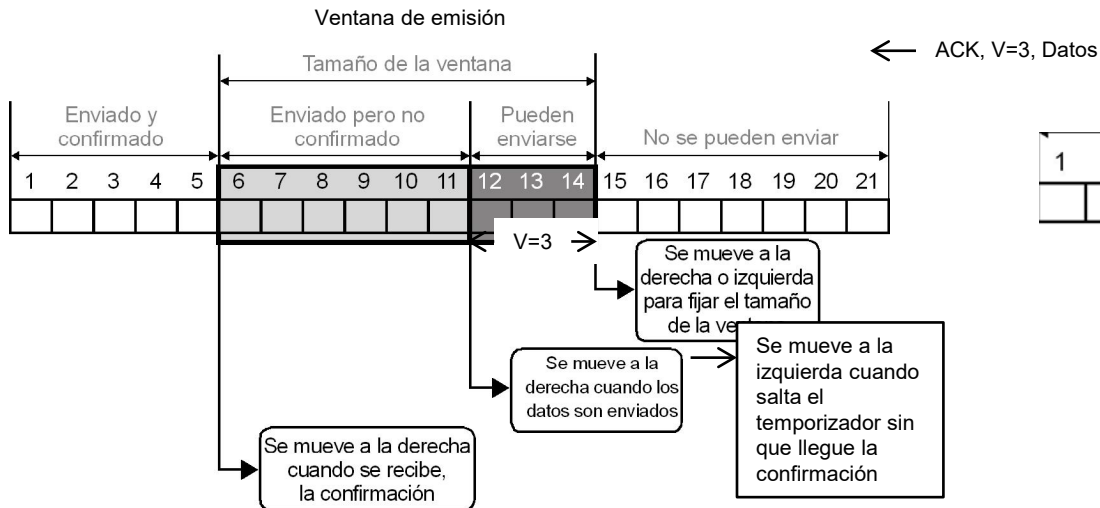 Ventana de emisión
Tamaño de la ventana
ACK, V=3, Datos
Enviado y
confirmado
Enviado pero no
confirmado
Pueden
enviarse
No se pueden enviar
1 2 3 4 5 6 7 8 9 10 11 12 13 14 15 16 17 18 19 20 21
1
V=3
Se mueve a la
derecha o izquierda
para fijar el tamaño
de la
Se mueve a la
derecha cuando los
datos son enviados
Se mueve a la
izquierda cuando
salta el
temporizador sin
que llegue la
confirmación
Se mueve a la derecha
cuando se recibe,
la confirmación